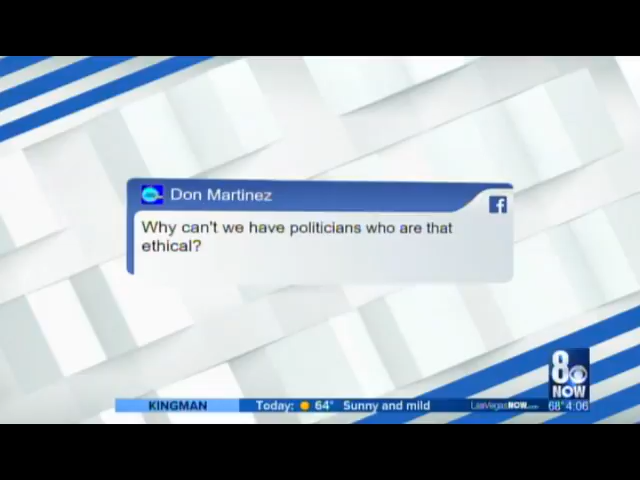 Don Martinez
f
Why can't we have politicians who are that
ethical?
8
NOW
KINGMAN Today: 64° Sunny and mild LasVegasNOW.com 68° 4:06